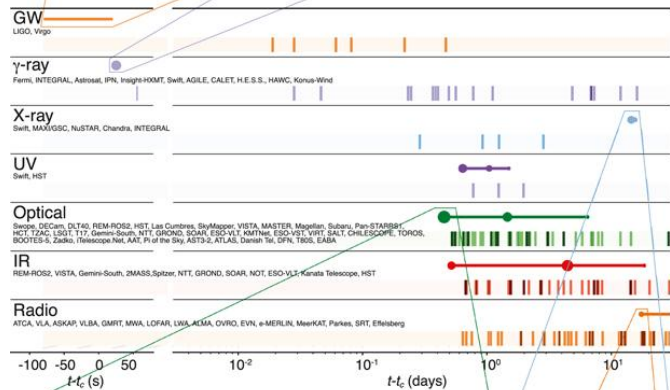 GW
LIGO, Virgo
γ-ray
Fermi, INTEGRAL, Astrosat, IPN, Insight-HXMT, Swift, AGILE, CALET, H.E.S.S., HAWC, Konus-Wind
X-ray
Swift, MAXI/GSC, NuSTAR, Chandra, INTEGRAL
UV
Swift, HST
Optical
Swope, DECam, DLT40, REM-ROS2, HST, Las Cumbres, SkyMapper, VISTA, MASTER, Magellan, Subaru, Pan-STARRS1,
HCT, TZAC, LSGT, T17, Gemini-South, NTT, GROND, SOAR, ESO-VLT, KMTNet, ESO-VST, VIRT, SALT, CHILESCOPE, TOROS,
BOOTES-5, Zadko, iTelescope.Net, AAT, Pi of the Sky, AST3-2, ATLAS, Danish Tel, DFN, T80S, EABA
IR
REM-ROS2, VISTA, Gemini-South, 2MASS,Spitzer, NTT, GROND, SOAR, NOT, ESO-VLT, Kanata Telescope, HST
Radio
ATCA, VLA, ASKAP, VLBA, GMRT, MWA, LOFAR, LWA, ALMA, OVRO, EVN, e-MERLIN, MeerKAT, Parkes, SRT, Effelsberg
-100 -50 0 50 10⁻² 10⁻¹ 10⁰ 10¹
t-t_c (s) t-t_c (days)